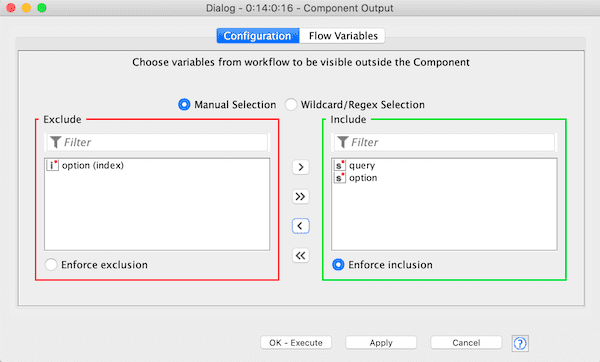 Dialog - 0:14:0:16 - Component Output
Configuration Flow Variables
Choose variables from workflow to be visible outside the Component
Manual Selection Wildcard/Regex Selection
Exclude
Filter
i option (index)
Enforce exclusion
>
>>
<
<<
Include
Filter
s query
s option
Enforce inclusion
OK - Execute Apply Cancel ?